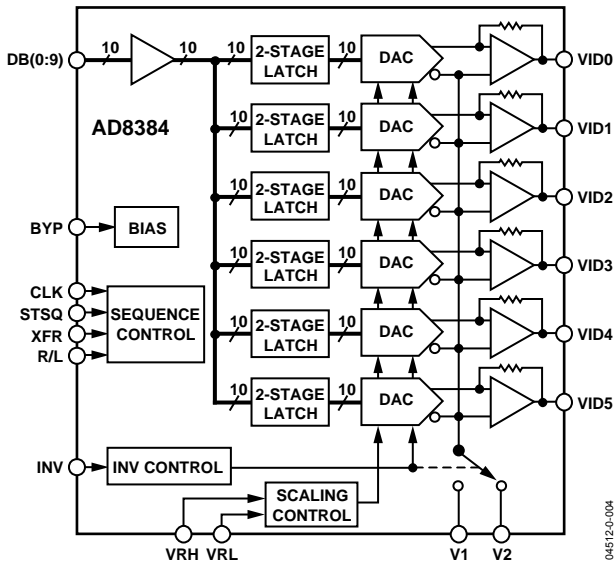 DB(0:9)
10
10
AD8384
10
2-STAGE LATCH
10
DAC
VID0
10
2-STAGE LATCH
10
DAC
VID1
10
2-STAGE LATCH
10
DAC
VID2
BYP
BIAS
10
2-STAGE LATCH
10
DAC
VID3
CLK
STSQ
XFR
R/L
SEQUENCE CONTROL
10
2-STAGE LATCH
10
DAC
VID4
10
2-STAGE LATCH
10
DAC
VID5
INV
INV CONTROL
SCALING CONTROL
VRH
VRL
V1
V2
04512-0-004